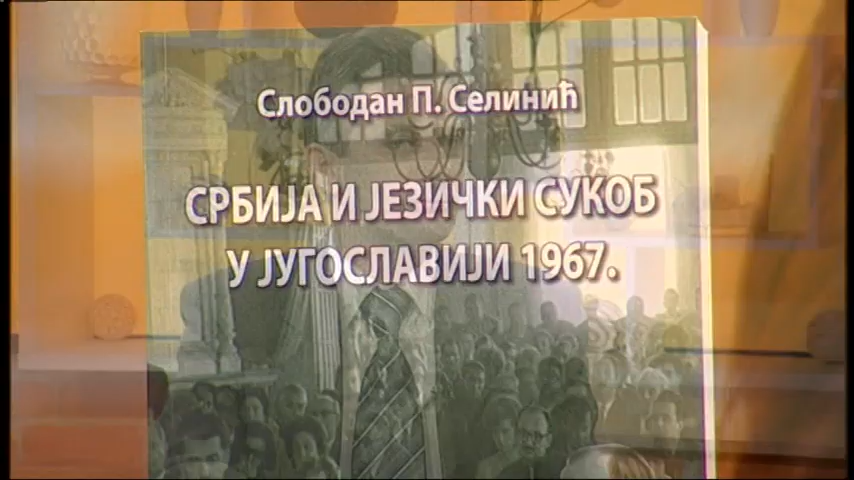 Слободан П. Селинић
СРБИЈА И ЈЕЗИЧКИ СУКОБ
У ЈУГОСЛАВИЈИ 1967.